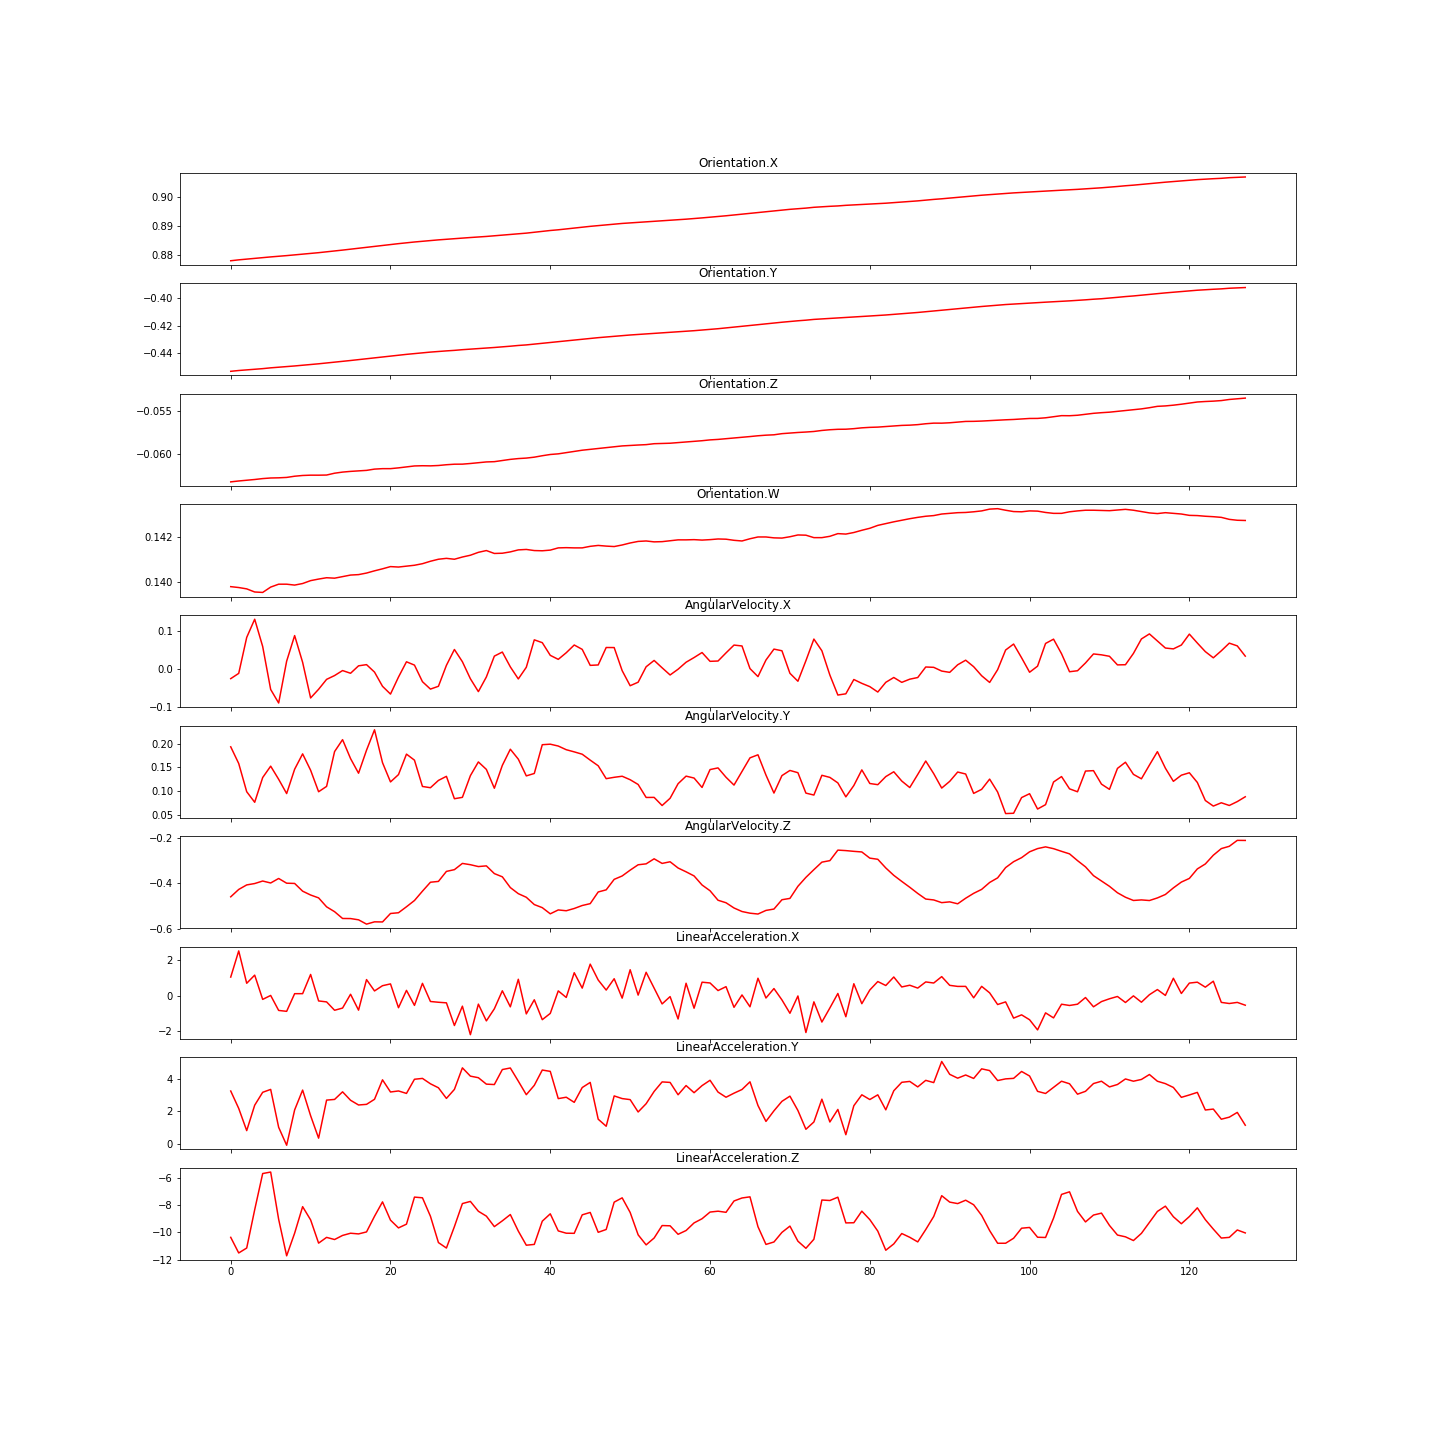 Orientation.X
0.90
0.89
0.88
Orientation.Y
−0.40
−0.42
−0.44
Orientation.Z
−0.055
−0.060
Orientation.W
0.142
0.140
AngularVelocity.X
0.1
0.0
−0.1
AngularVelocity.Y
0.20
0.15
0.10
0.05
AngularVelocity.Z
−0.2
−0.4
−0.6
LinearAcceleration.X
2
0
−2
LinearAcceleration.Y
4
2
0
LinearAcceleration.Z
−6
−8
−10
−12
0 20 40 60 80 100 120